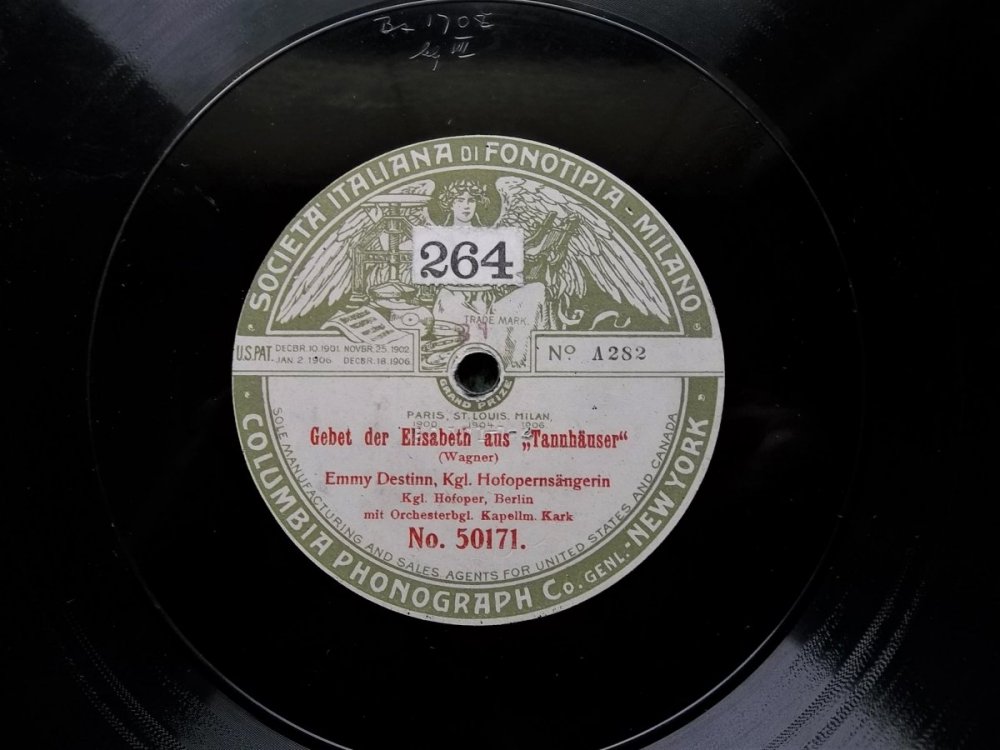 SOCIETA' ITALIANA DI FONOTIPIA - MILANO
264
TRADE MARK.
U.S.PAT. DECBR.10.1901. NOVBR.25.1902.
JAN.2.1906. DECBR.18.1906.
Nº A282
GRAND PRIZE
PARIS, ST. LOUIS, MILAN,
1900 1904 1906
Gebet der Elisabeth aus „Tannhäuser“
(Wagner)
Emmy Destinn, Kgl. Hofopernsängerin
Kgl. Hofoper, Berlin
mit Orchesterbgl. Kapellm. Kark
No. 50171.
SOLE MANUFACTURING AND SALES AGENTS FOR UNITED STATES AND CANADA
COLUMBIA PHONOGRAPH CO. GENL. - NEW YORK